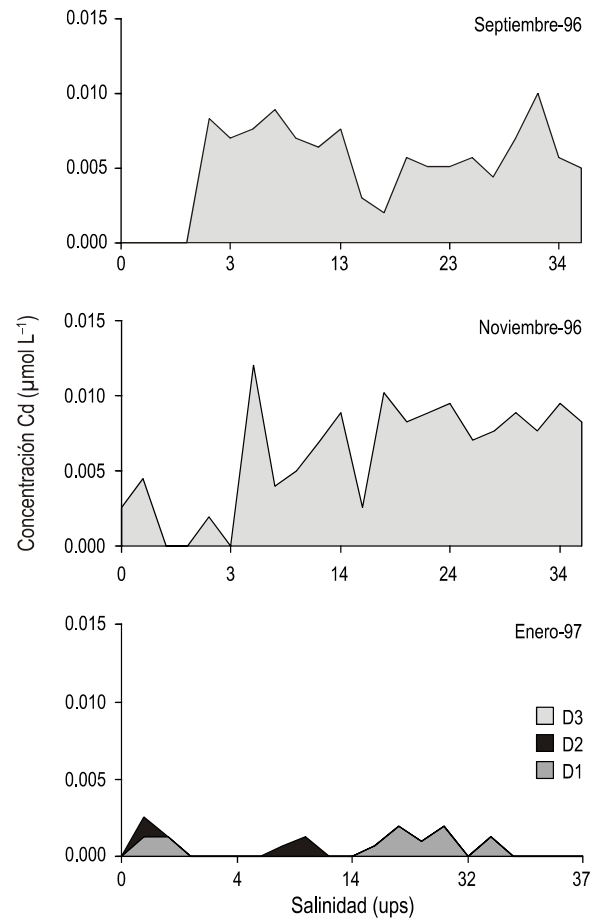 Septiembre-96
0.015
0.010
0.005
0.000
0 3 13 23 34
Noviembre-96
0.015
0.010
0.005
0.000
0 3 14 24 34
Concentración Cd (μmol L⁻¹)
Enero-97
0.015
0.010
0.005
0.000
D3
D2
D1
0 4 14 32 37
Salinidad (ups)